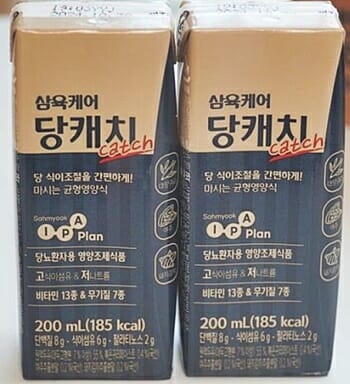 삼육케어
당캐치
catch
당 식이조절을 간편하게!
마시는 균형영양식
Sahmyook
IPA Plan
당뇨환자용 영양조제식품
고식이섬유 & 저나트륨
비타민 13종 & 무기질 7종
200 mL (185 kcal)
단백질 8g · 식이섬유 6g · 팔라티노스 2g
삼육케어
당캐치
catch
당 식이조절을 간편하게!
마시는 균형영양식
Sahmyook
IPA Plan
당뇨환자용 영양조제식품
고식이섬유 & 저나트륨
비타민 13종 & 무기질 7종
200 mL (185 kcal)
단백질 8g · 식이섬유 6g · 팔라티노스 2g